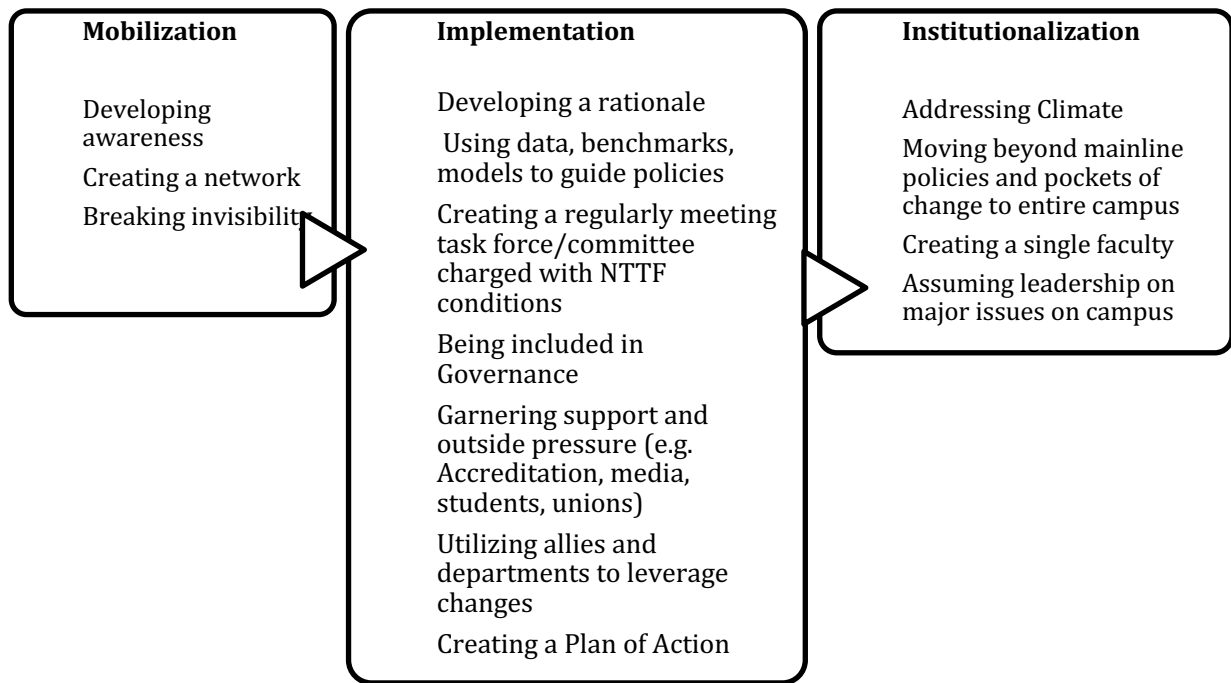 Mobilization
Developing
awareness
Creating a network
Breaking invisibility
Implementation
Developing a rationale
Using data, benchmarks,
models to guide policies
Creating a regularly meeting
task force/committee
charged with NTTF
conditions
Being included in
Governance
Garnering support and
outside pressure (e.g.
Accreditation, media,
students, unions)
Utilizing allies and
departments to leverage
changes
Creating a Plan of Action
Institutionalization
Addressing Climate
Moving beyond mainline
policies and pockets of
change to entire campus
Creating a single faculty
Assuming leadership on
major issues on campus